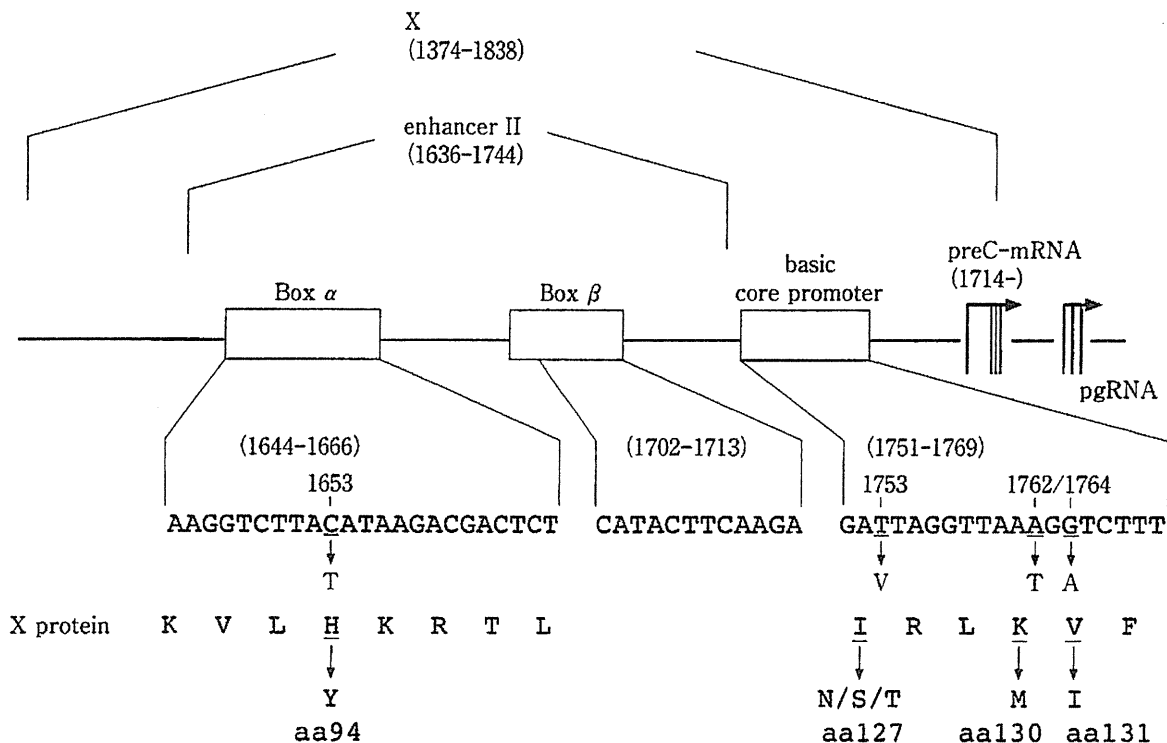 X
(1374-1838)
enhancer II
(1636-1744)
preC-mRNA
(1714-)
basic
core promoter
Box α
Box β
pgRNA
(1644-1666)
(1702-1713)
(1751-1769)
1653
1753
1762/1764
AAGGTCTTACATAAGACGACTCT
CATACTTCAAGA
GATTAGGTTAAAGGTCTTT
T
V
T A
X protein K V L H K R T L
I R L K V F
Y
N/S/T
M
I
aa94
aa127
aa130
aa131